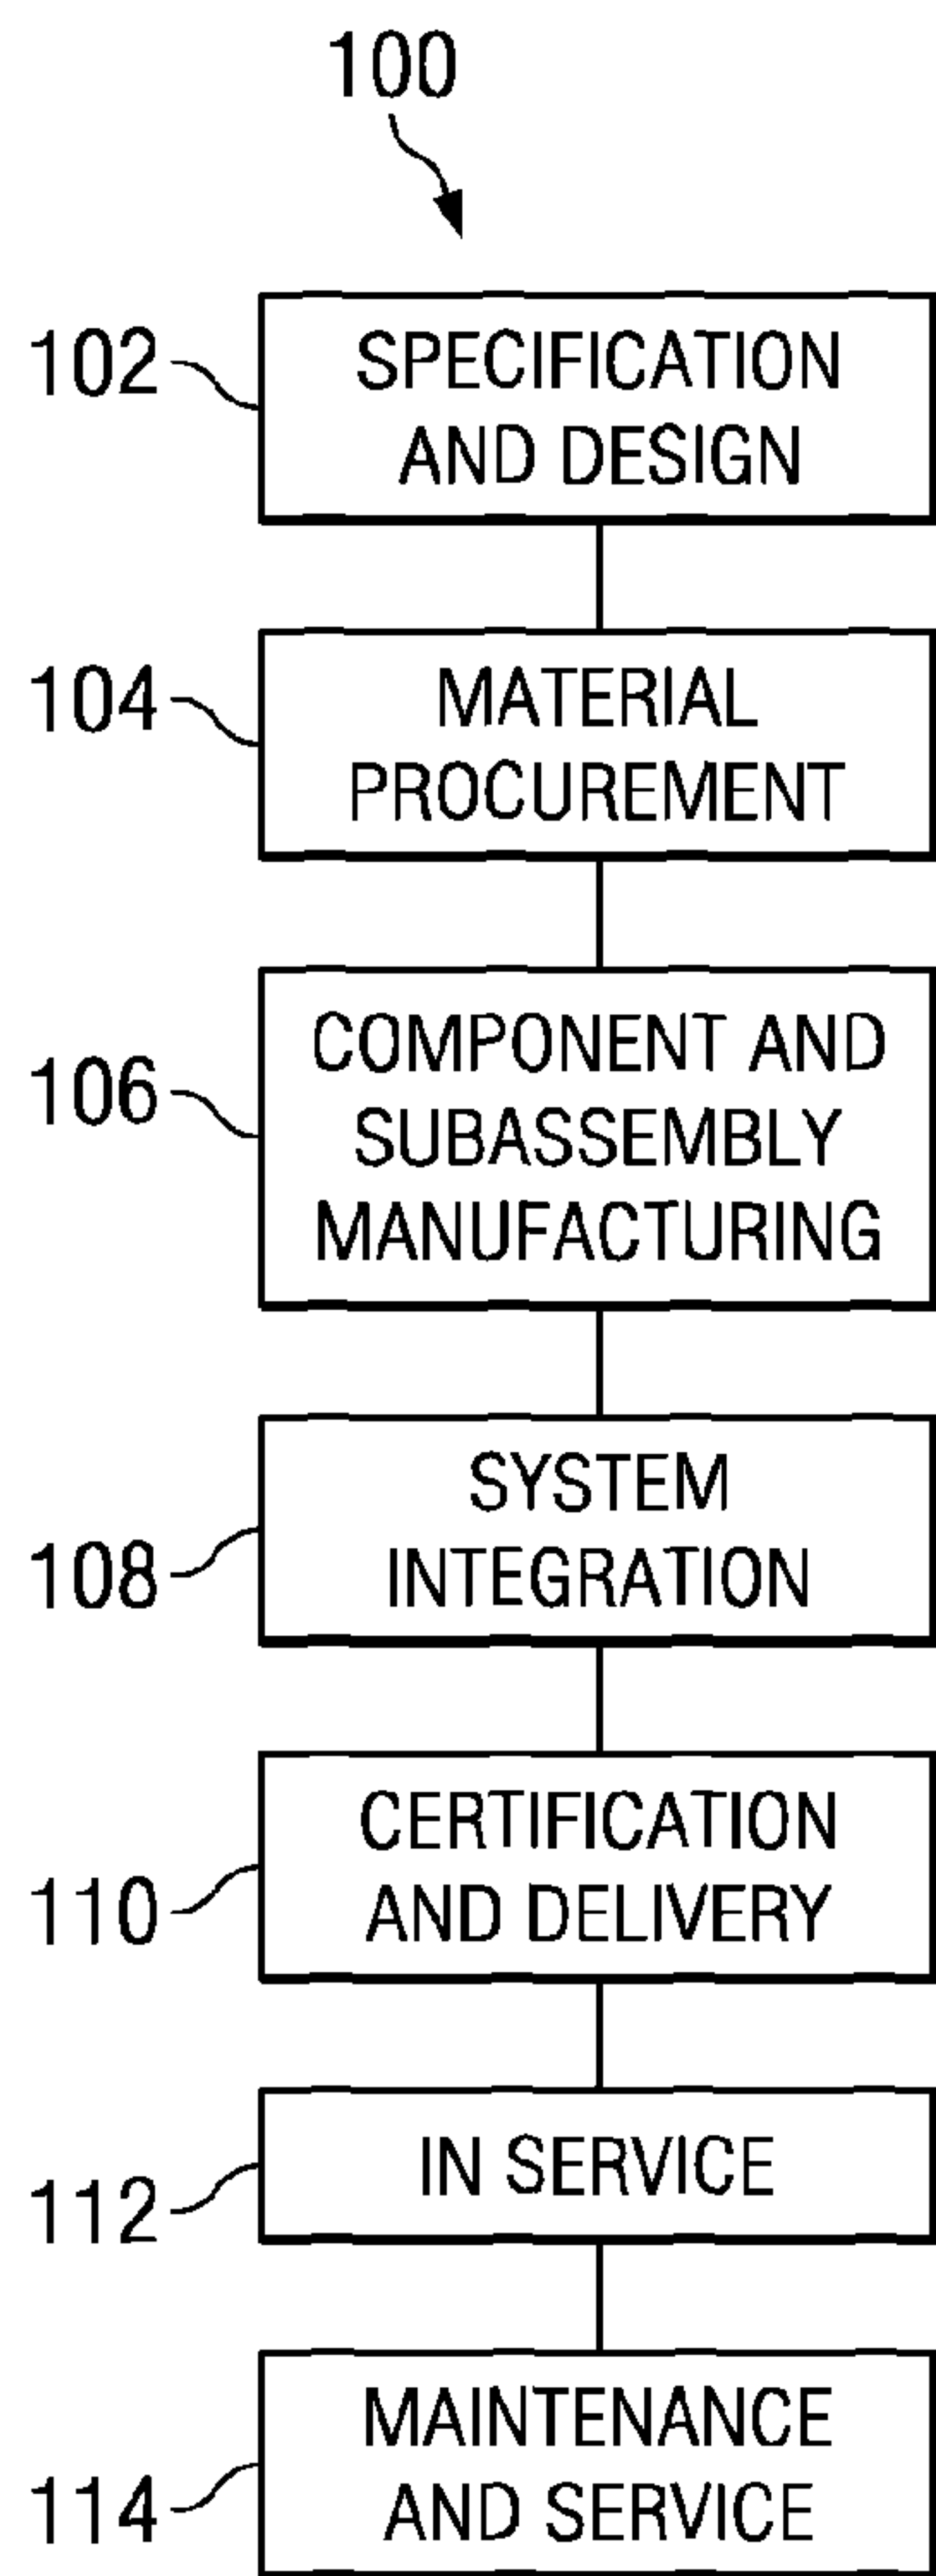 100
102
SPECIFICATION
AND DESIGN
104
MATERIAL
PROCUREMENT
106
COMPONENT AND
SUBASSEMBLY
MANUFACTURING
108
SYSTEM
INTEGRATION
110
CERTIFICATION
AND DELIVERY
112
IN SERVICE
114
MAINTENANCE
AND SERVICE